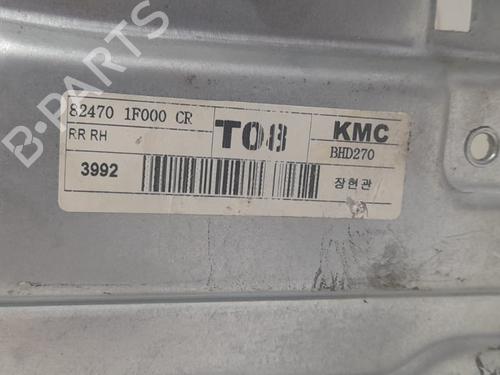 B-PARTS
82470 1F000 CR
RR RH
T08
KMC
BHD270
3992
장현관